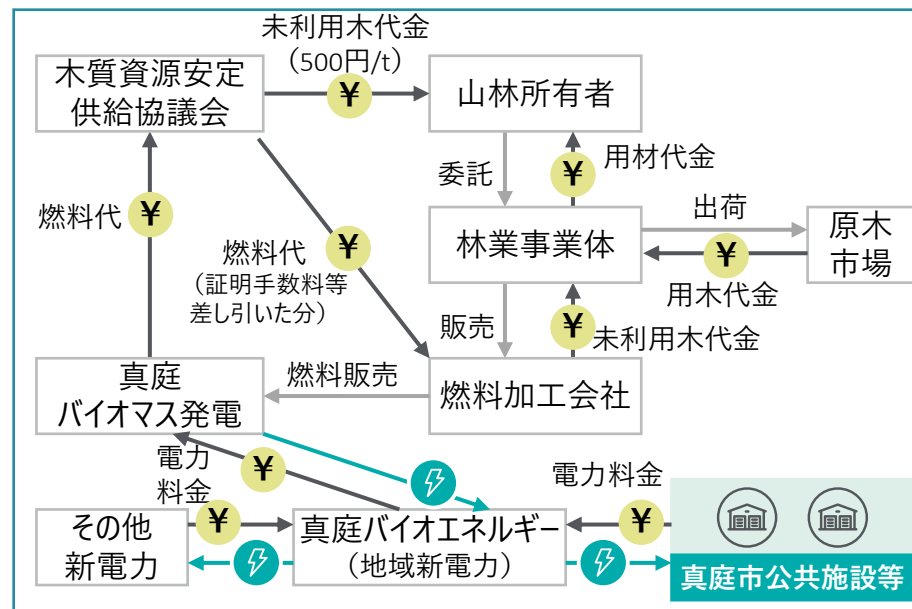 未利用木代金
（500円/t）
木質資源安定
供給協議会
¥
山林所有者
¥
燃料代
委託
¥
用材代金
燃料代
（証明手数料等
差し引いた分）
¥
林業事業体
出荷
¥
用木代金
原木
市場
販売
¥
未利用木代金
真庭
バイオマス発電
燃料販売
燃料加工会社
電力
料金
¥
電力料金
その他
新電力
¥
真庭バイオエネルギー
（地域新電力）
¥
真庭市公共施設等